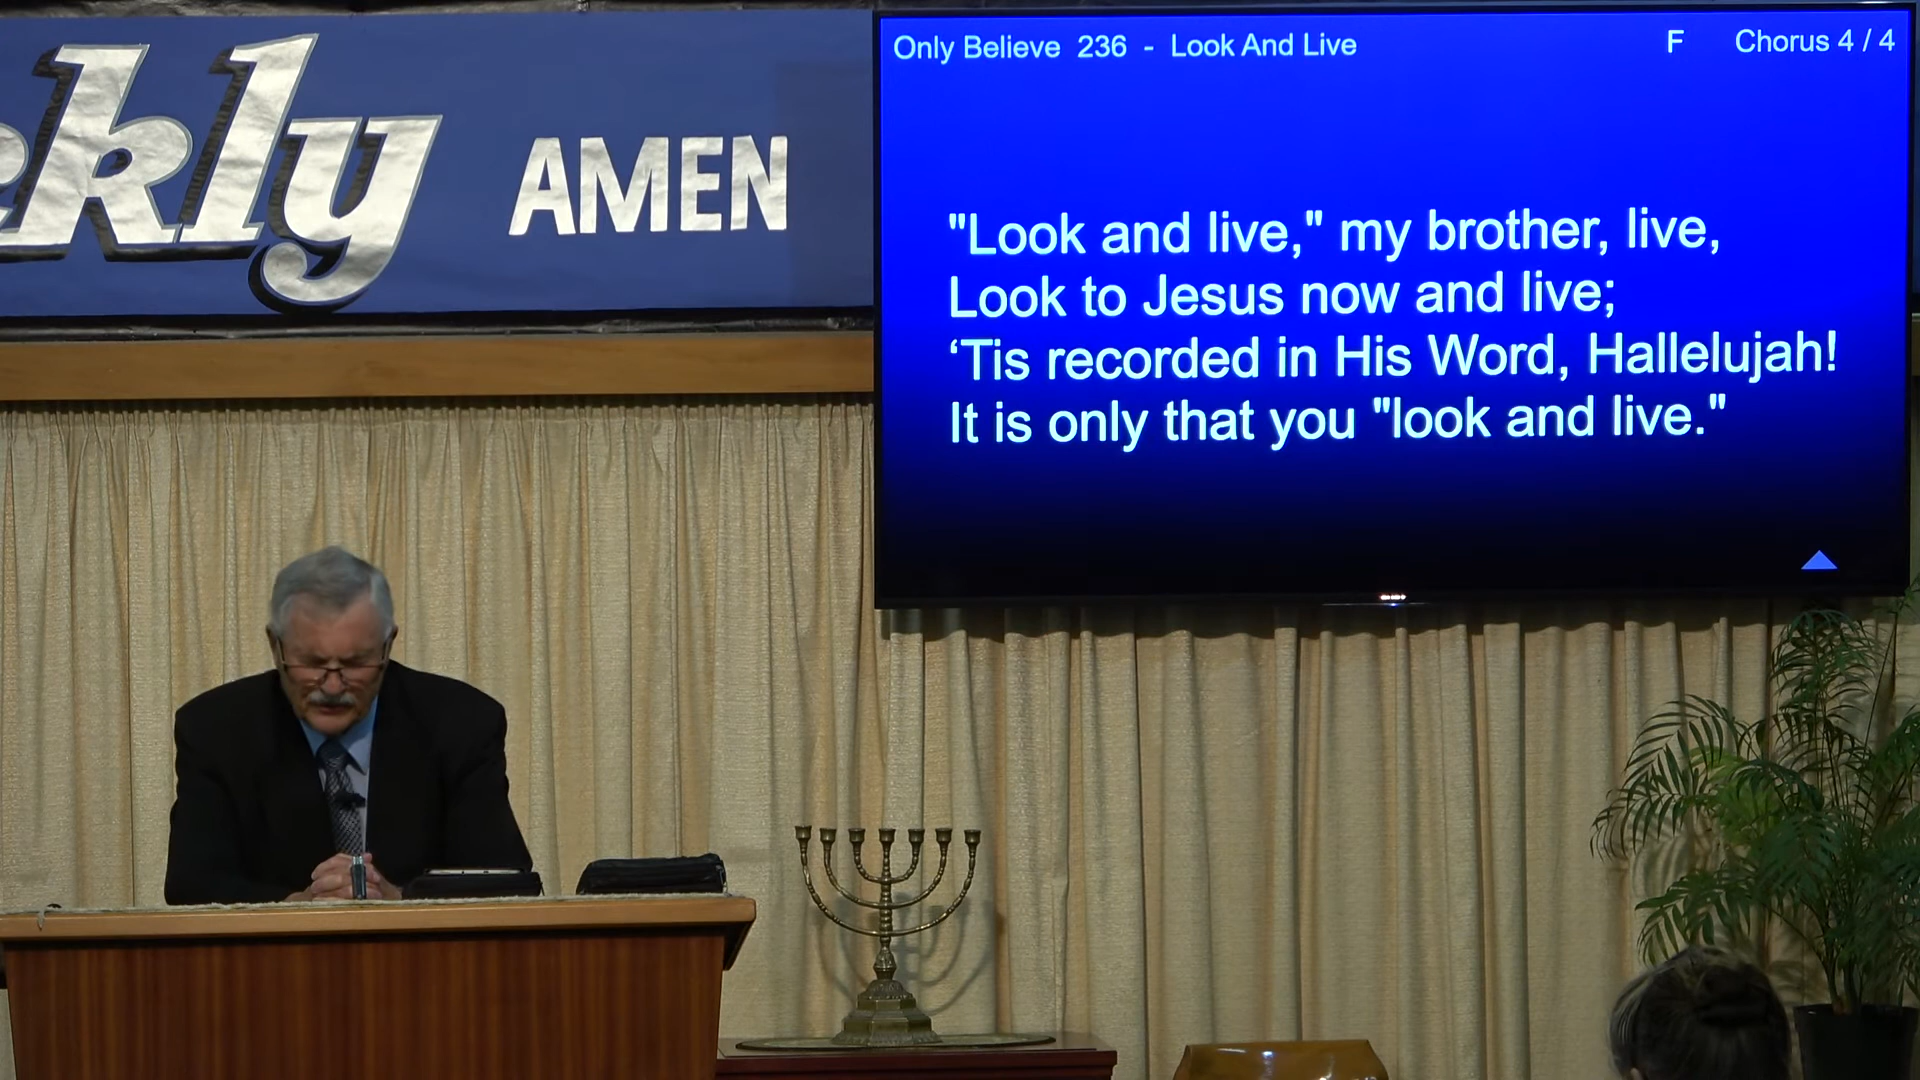 kly AMEN
Only Believe 236 - Look And Live F Chorus 4 / 4
"Look and live," my brother, live,
Look to Jesus now and live;
‘Tis recorded in His Word, Hallelujah!
It is only that you "look and live."